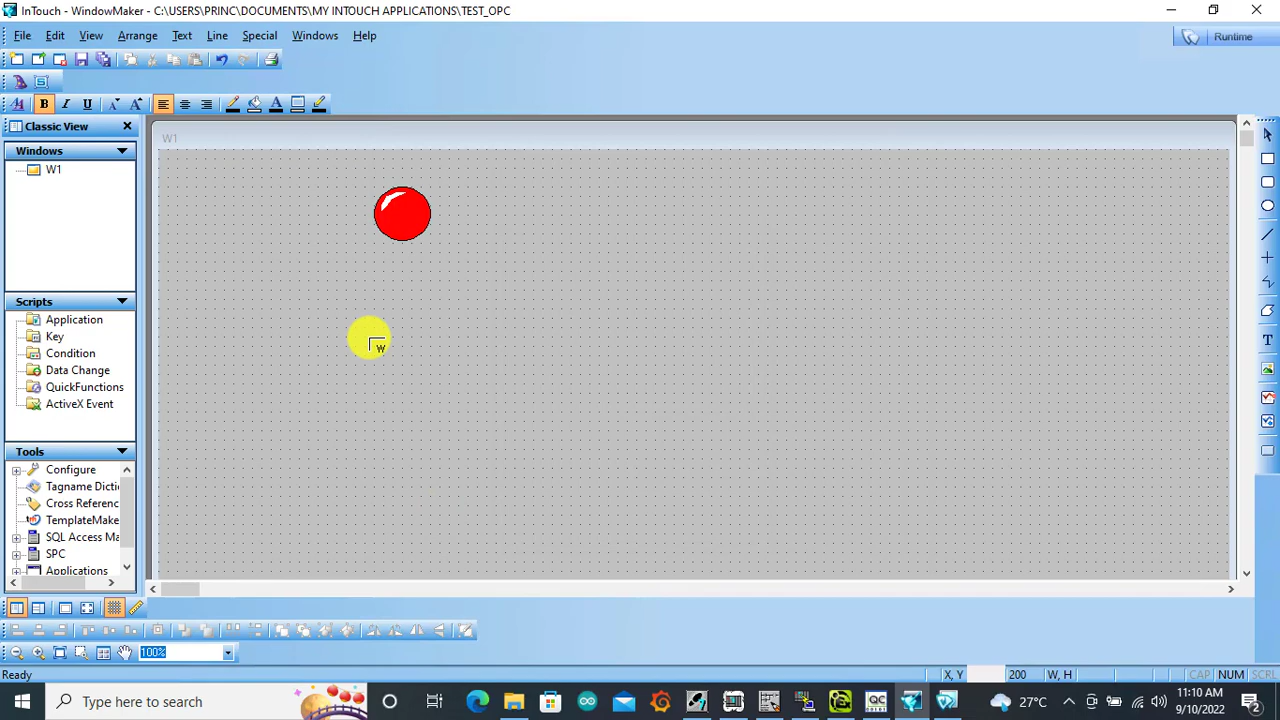 InTouch - WindowMaker - C:\USERS\PRINC\DOCUMENTS\MY INTOUCH APPLICATIONS\TEST_OPC
File Edit View Arrange Text Line Special Windows Help
Runtime
B I U A A A
Classic View
W1
Windows
W1
Scripts
Application
Key
Condition
Data Change
QuickFunctions
ActiveX Event
W
T
Tools
Configure
Tagname Dicti
Cross Referenc
TemplateMake
SQL Access Ma
SPC
Applications
100%
Ready X, Y 200 W, H CAP NUM SCRL
Type here to search
QC
27°C
11:10 AM
9/10/2022
2